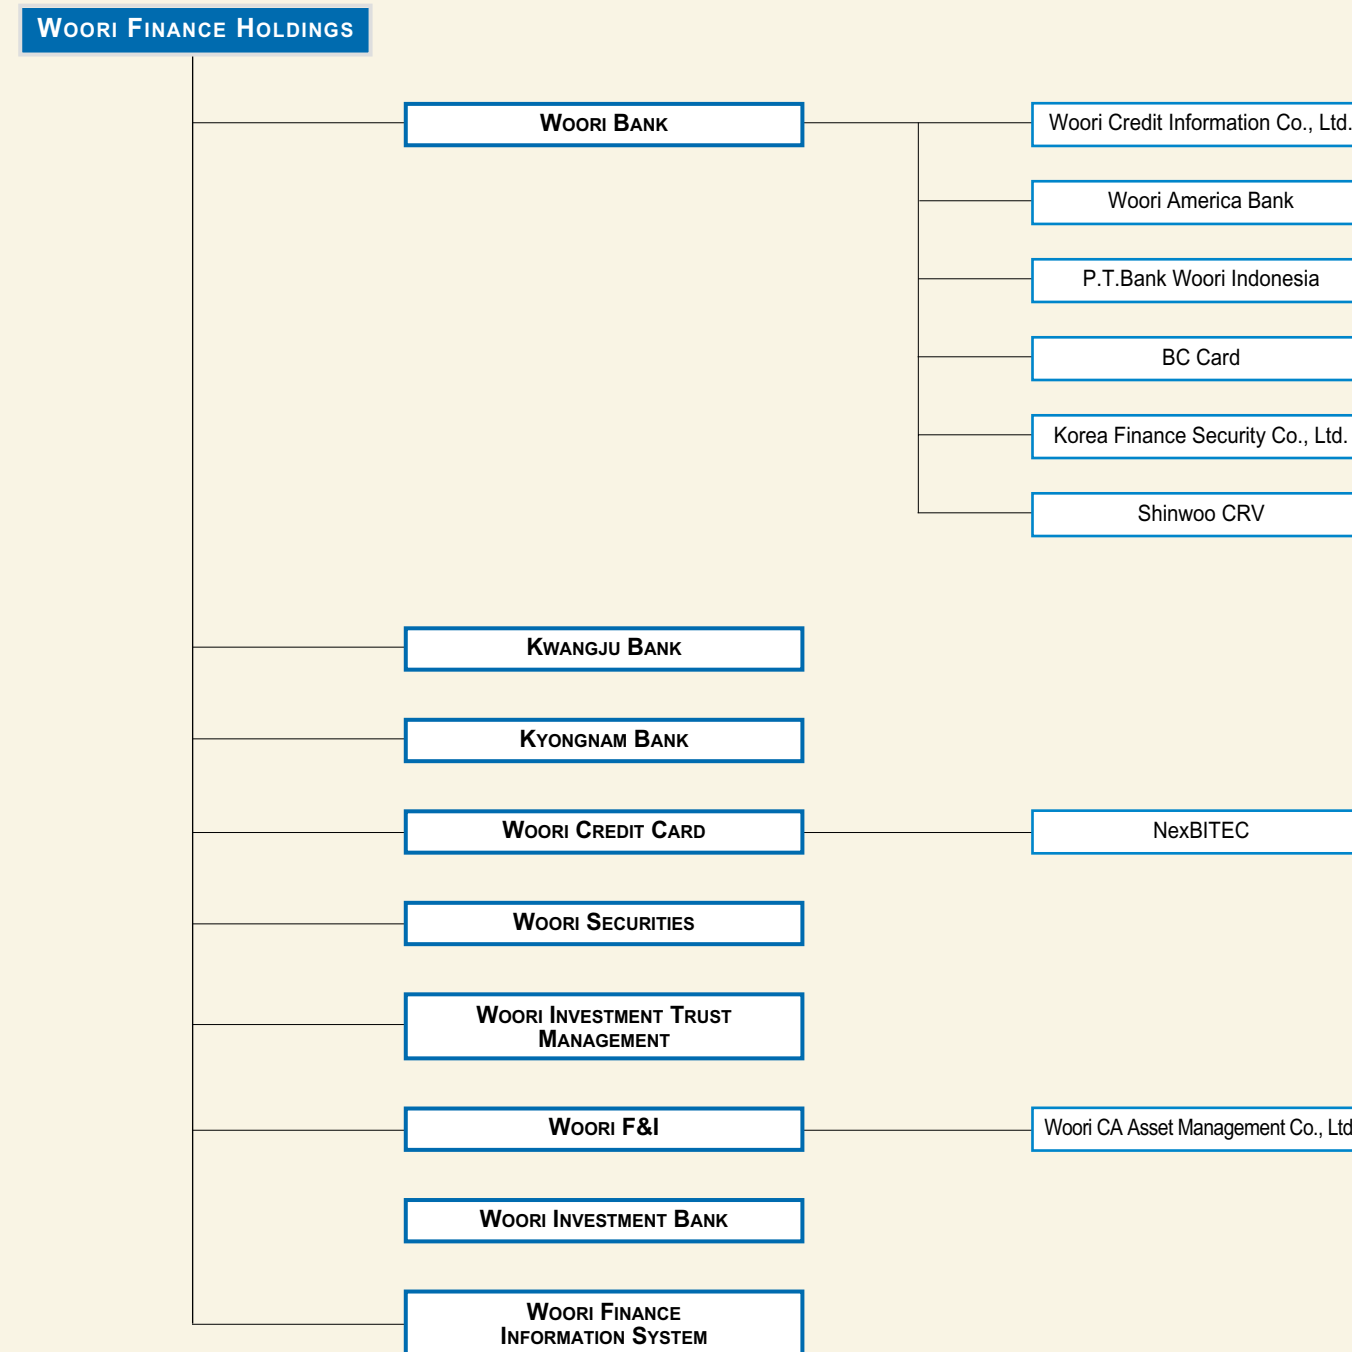 WOORI FINANCE HOLDINGS
WOORI BANK
Woori Credit Information Co., Ltd.
Woori America Bank
P.T.Bank Woori Indonesia
BC Card
Korea Finance Security Co., Ltd.
Shinwoo CRV
KWANGJU BANK
KYONGNAM BANK
WOORI CREDIT CARD
NexBITEC
WOORI SECURITIES
WOORI INVESTMENT TRUST
MANAGEMENT
WOORI F&I
Woori CA Asset Management Co., Ltd
WOORI INVESTMENT BANK
WOORI FINANCE
INFORMATION SYSTEM